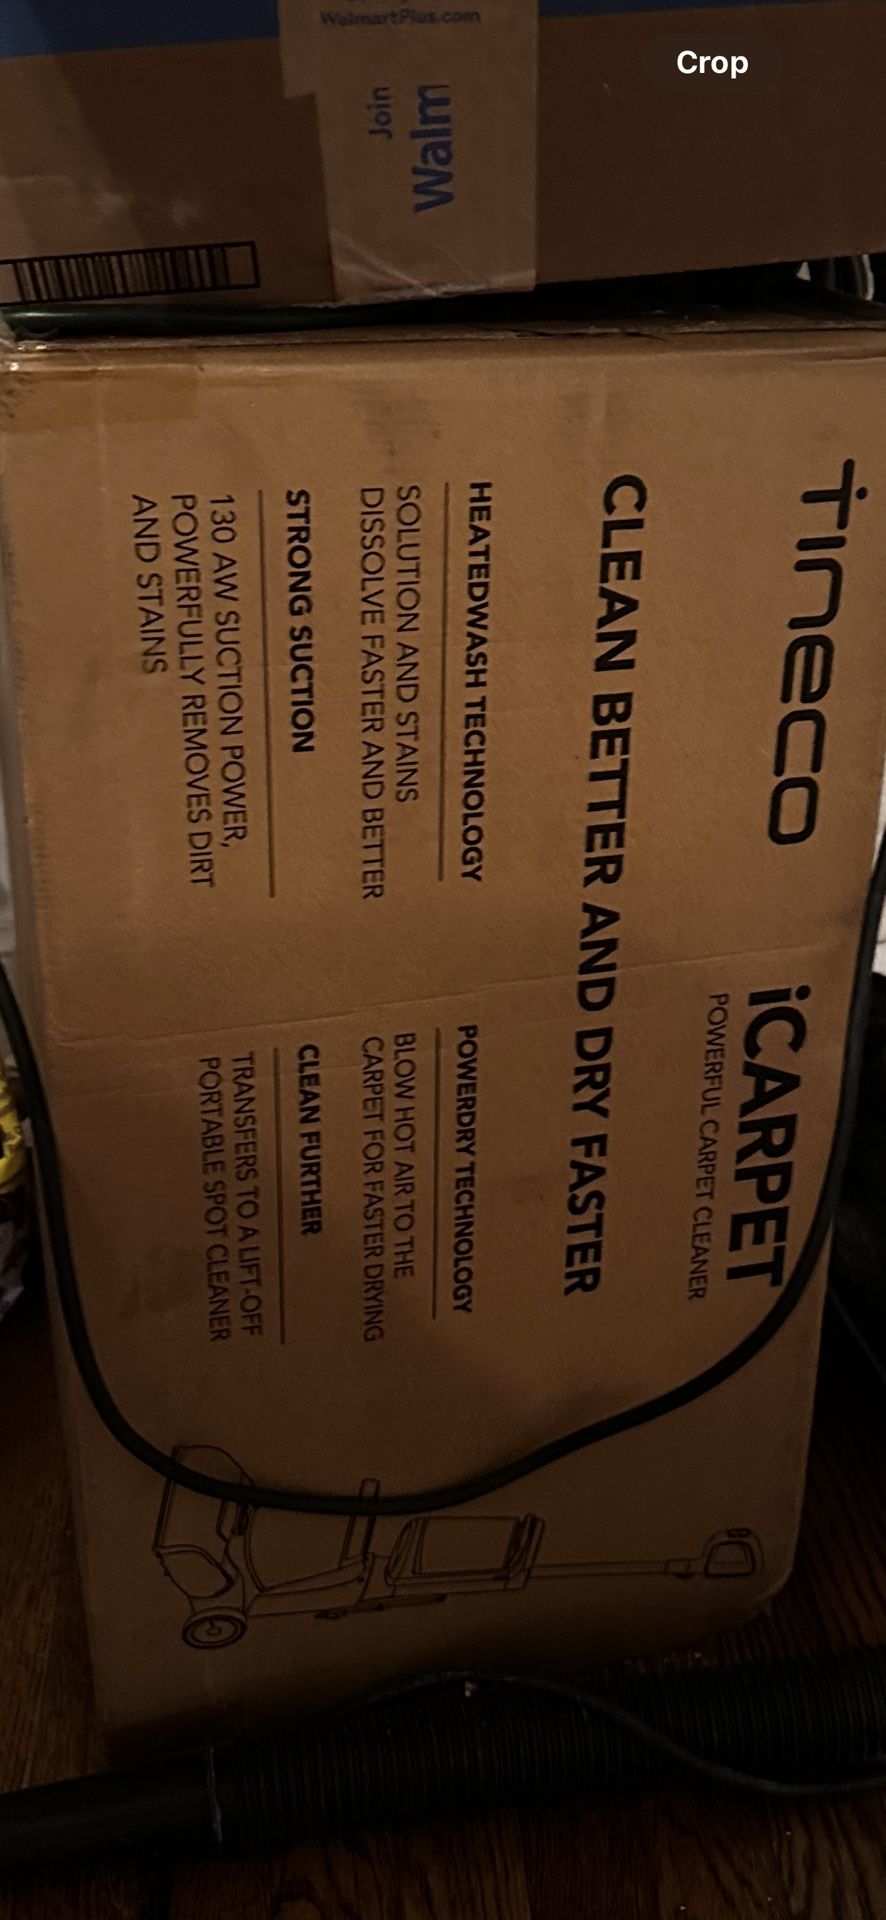 Crop
WalmartPlus.com
Join
Walm
Tineco
iCARPET
POWERFUL CARPET CLEANER
CLEAN BETTER AND DRY FASTER
HEATEDWASH TECHNOLOGY
SOLUTION AND STAINS
DISSOLVE FASTER AND BETTER
POWERDRY TECHNOLOGY
BLOW HOT AIR TO THE
CARPET FOR FASTER DRYING
STRONG SUCTION
130 AW SUCTION POWER,
POWERFULLY REMOVES DIRT
AND STAINS
CLEAN FURTHER
TRANSFERS TO A LIFT-OFF
PORTABLE SPOT CLEANER